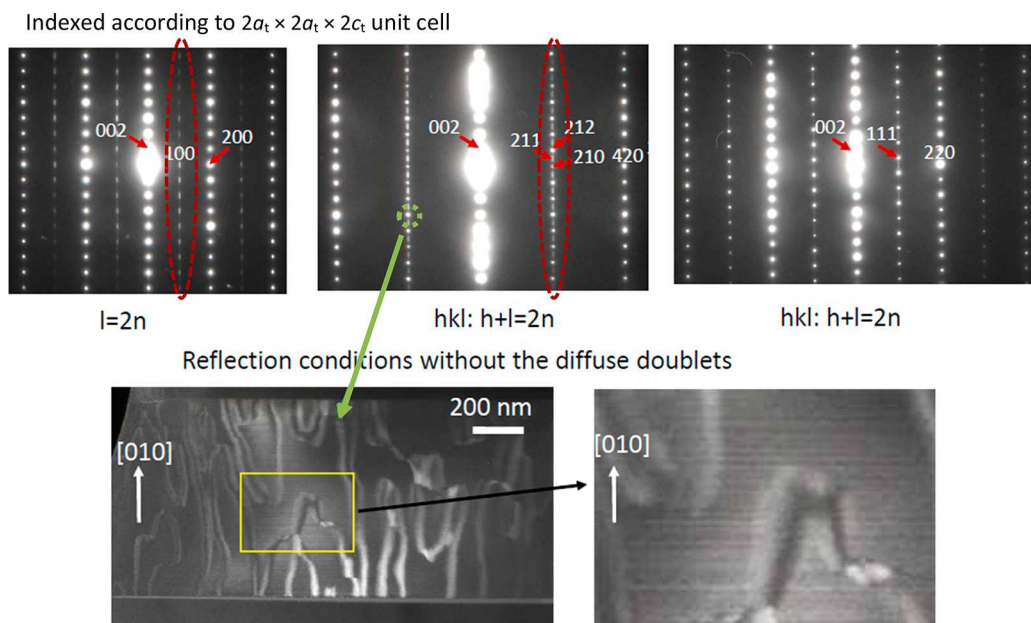 Indexed according to 2aₜ × 2aₜ × 2cₜ unit cell
002
100
200
002
212
211
210
420
002
111
220
l=2n
hkl: h+l=2n
hkl: h+l=2n
Reflection conditions without the diffuse doublets
200 nm
[010]
[010]